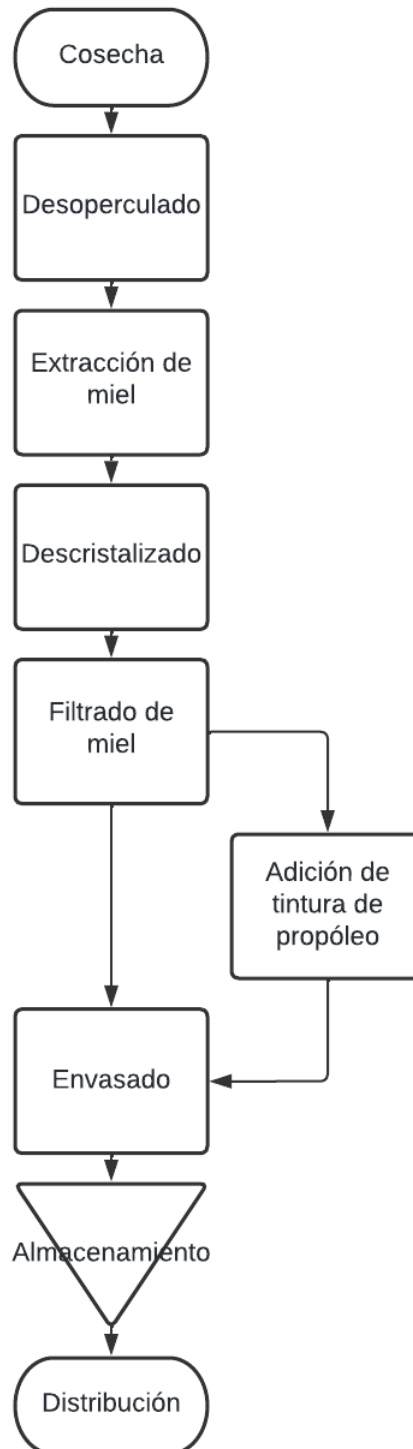 Cosecha
Desoperculado
Extracción de
miel
Descristalizado
Filtrado de
miel
Adición de
tintura de
propóleo
Envasado
Almacenamiento
Distribución